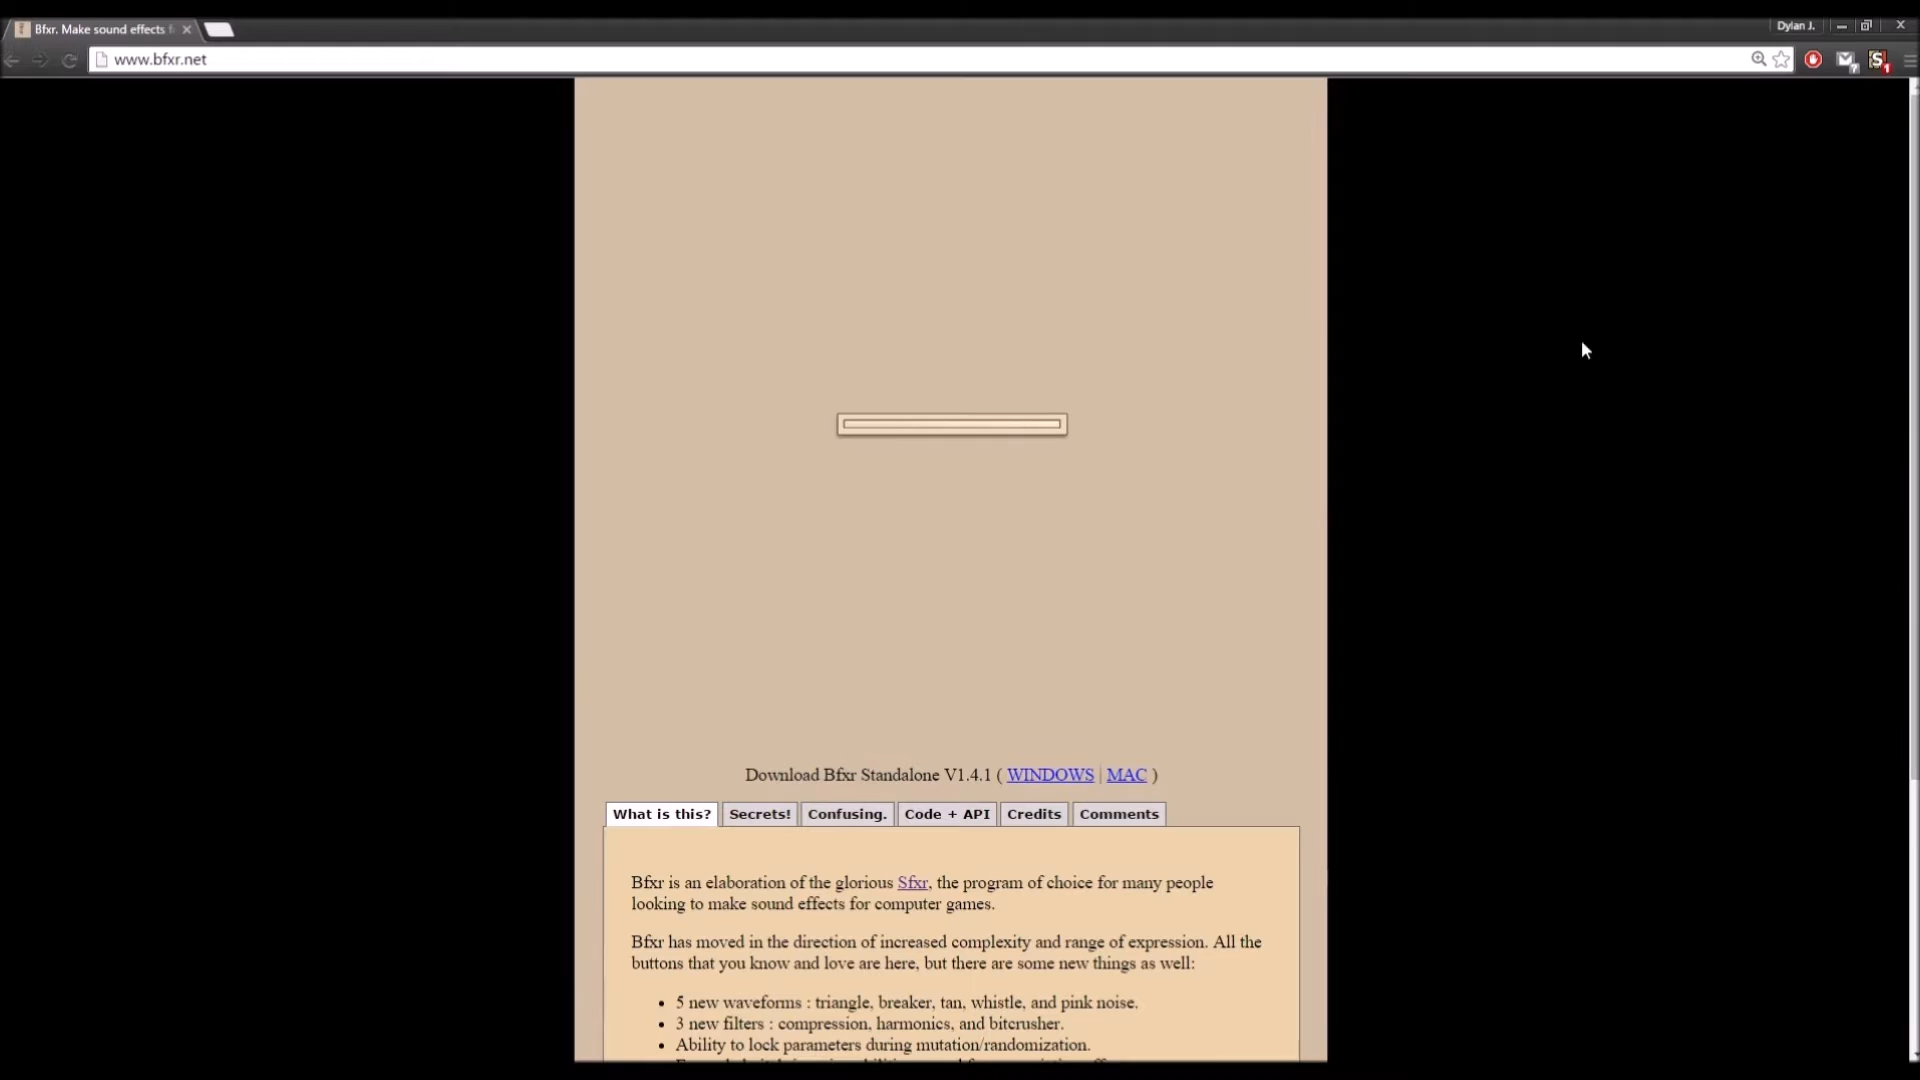 Bfxr. Make sound effects f
Dylan J.
www.bfxr.net
7
S
1
Download Bfxr Standalone V1.4.1 ( WINDOWS | MAC )
What is this?
Secrets!
Confusing.
Code + API
Credits
Comments
Bfxr is an elaboration of the glorious Sfxr, the program of choice for many people
looking to make sound effects for computer games.
Bfxr has moved in the direction of increased complexity and range of expression. All the
buttons that you know and love are here, but there are some new things as well:
• 5 new waveforms : triangle, breaker, tan, whistle, and pink noise.
• 3 new filters : compression, harmonics, and bitcrusher.
• Ability to lock parameters during mutation/randomization.